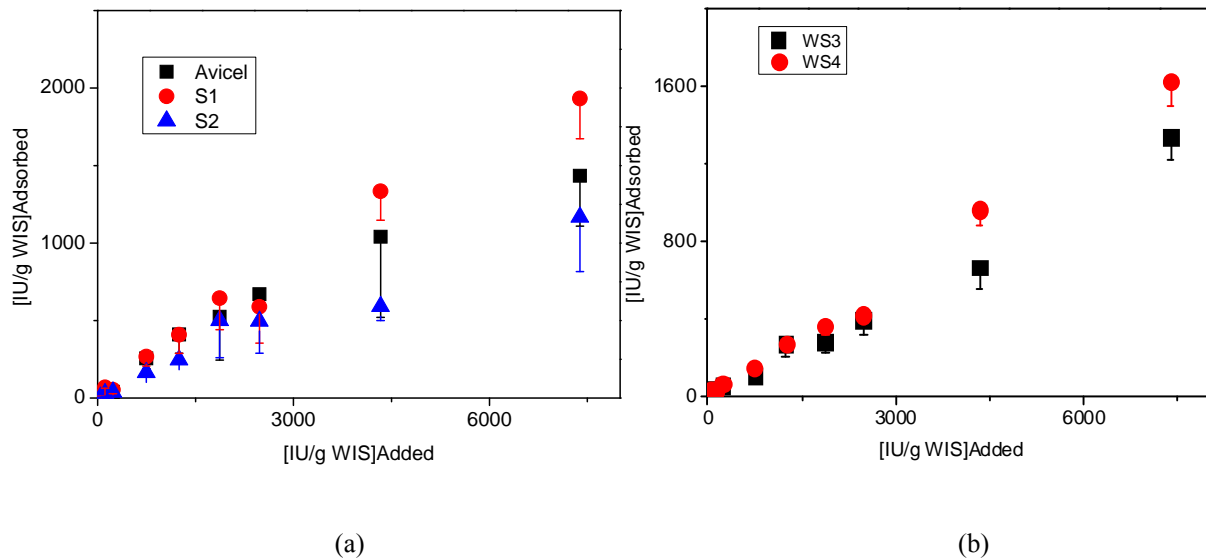 Avicel
S1
S2
2000
1000
0
[IU/g WIS]Adsorbed
0
3000
6000
[IU/g WIS]Added
(a)
WS3
WS4
1600
800
0
[IU/g WIS]Adsorbed
0
3000
6000
[IU/g WIS]Added
(b)